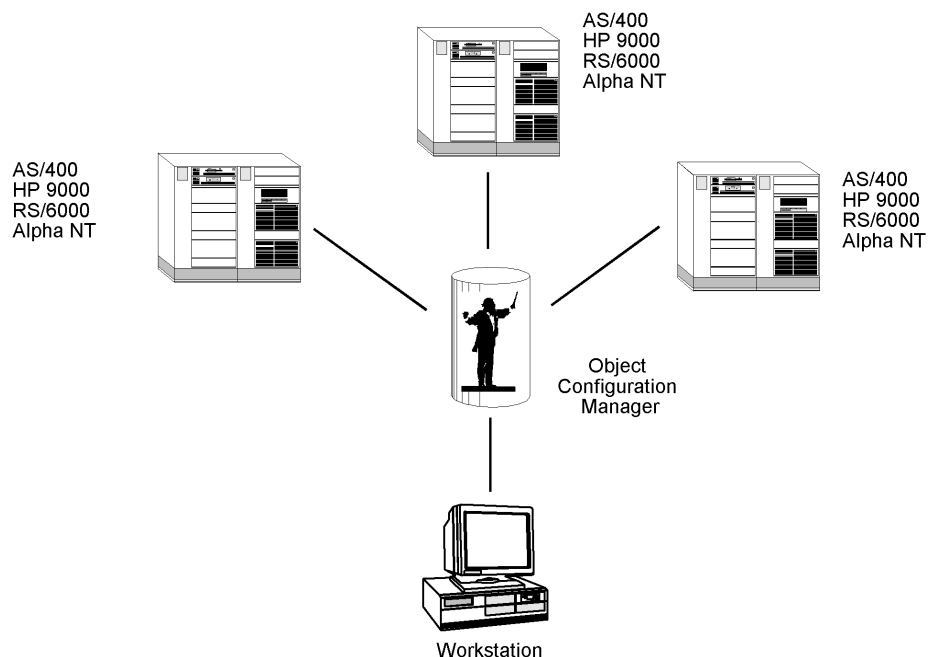 AS/400
HP 9000
RS/6000
Alpha NT
AS/400
HP 9000
RS/6000
Alpha NT
AS/400
HP 9000
RS/6000
Alpha NT
Object
Configuration
Manager
Workstation